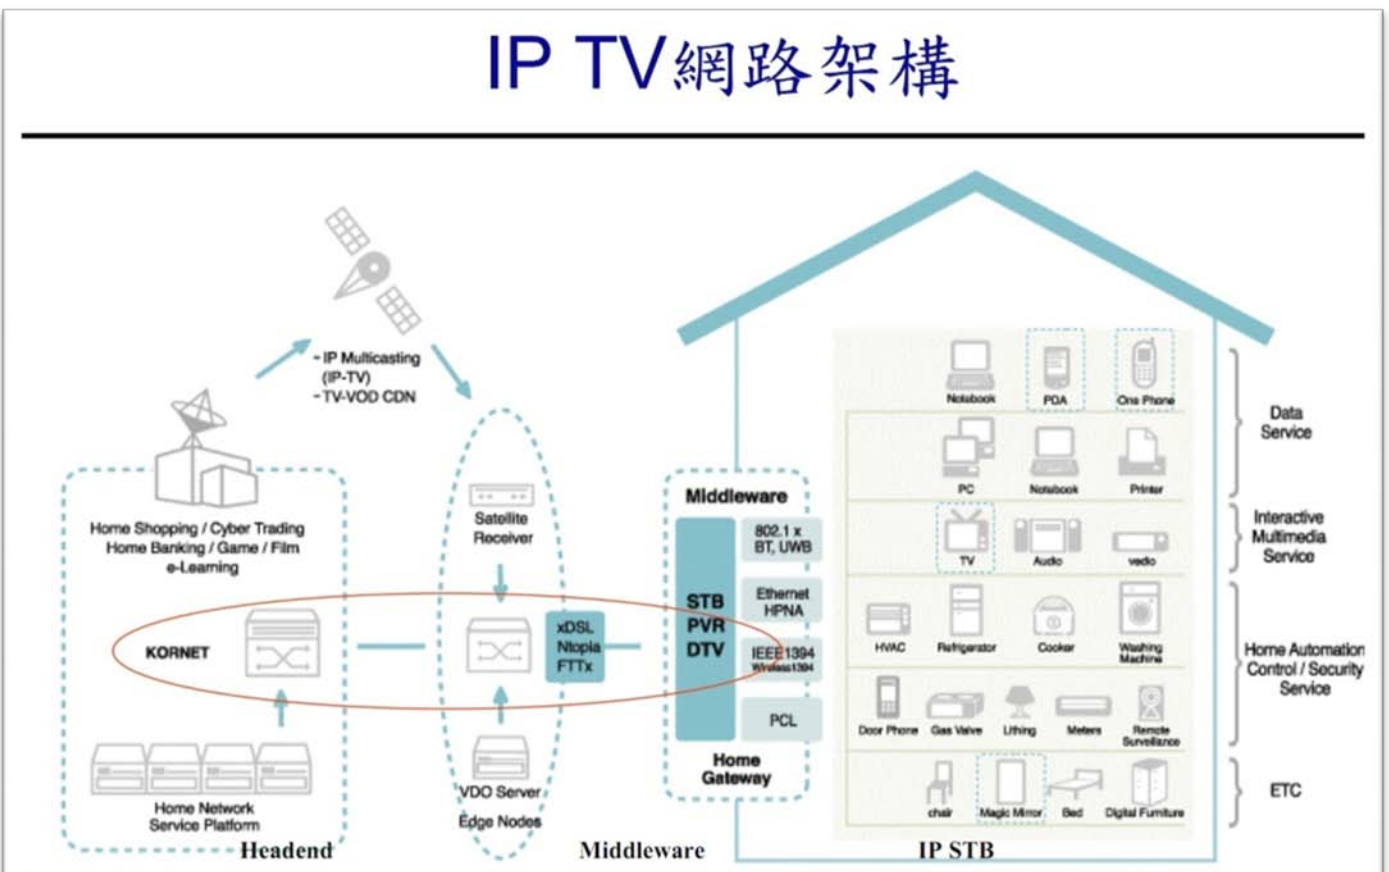 IP TV網路架構
- IP Multicasting
(IP-TV)
- TV-VOD CDN
Home Shopping / Cyber Trading
Home Banking / Game / Film
e-Learning
KORNET
Home Network
Service Platform
Headend
Satellite
Receiver
xDSL
Ntopia
FTTx
VDO Server
Edge Nodes
Middleware
Middleware
STB
PVR
DTV
802.1 x
BT, UWB
Ethernet
HPNA
IEEE1394
Wireless1394
PCL
Home
Gateway
Notebook PDA One Phone
PC Notebook Printer
TV Audio vedio
HVAC Refrigerator Cooker Washing
Machine
Door Phone Gas Valve Lithing Meters Remote
Surveillance
chair Magic Mirror Bed Digital Furniture
IP STB
Data
Service
Interactive
Multimedia
Service
Home Automation
Control / Security
Service
ETC